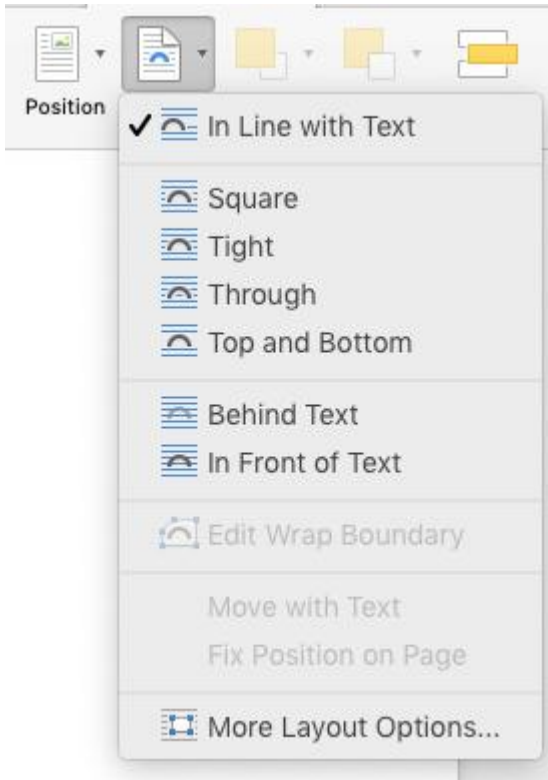 Position
In Line with Text
Square
Tight
Through
Top and Bottom
Behind Text
In Front of Text
Edit Wrap Boundary
Move with Text
Fix Position on Page
More Layout Options...